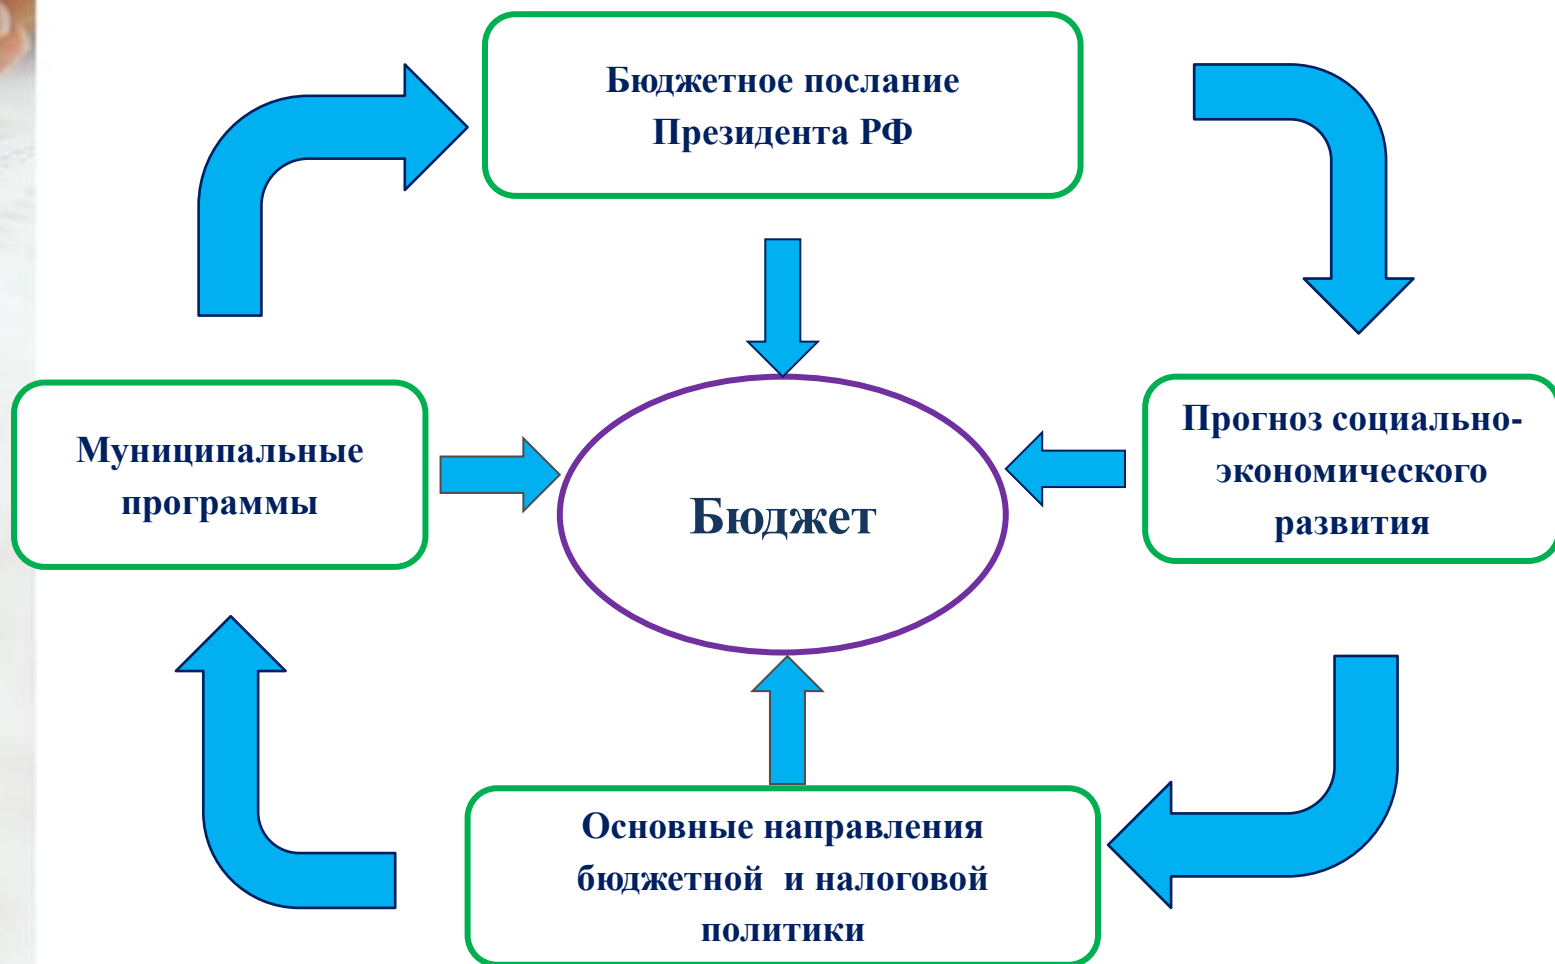 Бюджетное послание
Президента РФ
Муниципальные
программы
Бюджет
Прогноз социально-
экономического
развития
Основные направления
бюджетной  и налоговой
политики